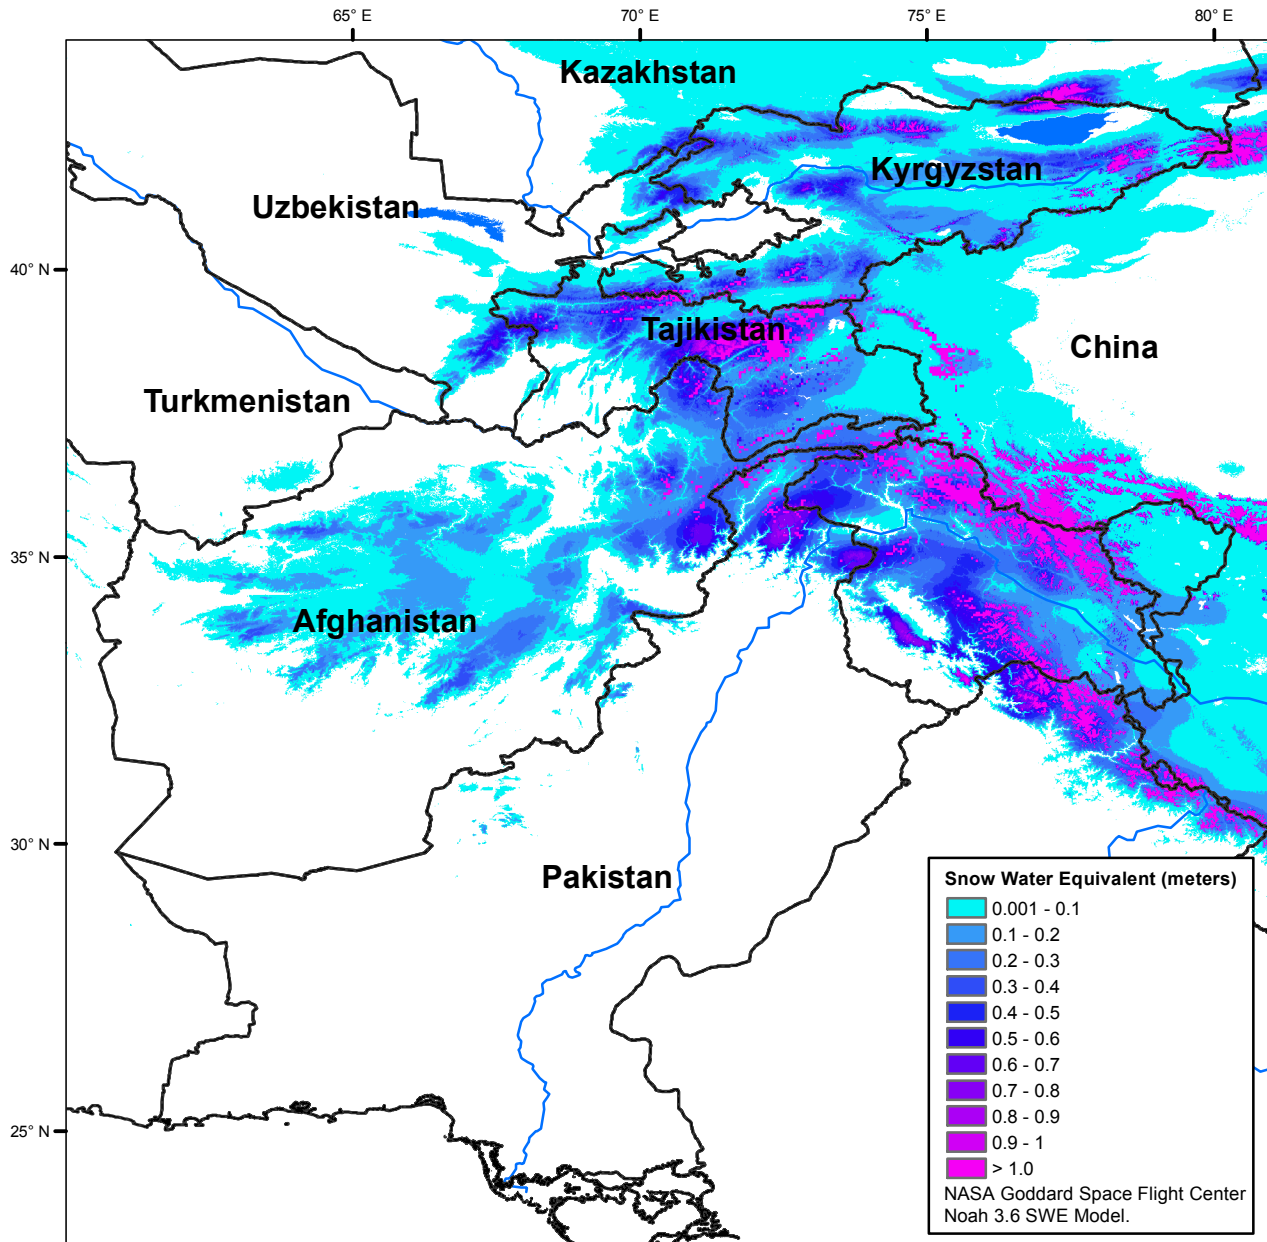 65° E
70° E
75° E
80° E
Kazakhstan
Kyrgyzstan
Uzbekistan
40° N
Tajikistan
China
Turkmenistan
35° N
Afghanistan
30° N
Pakistan
25° N
Snow Water Equivalent (meters)
0.001 - 0.1
0.1 - 0.2
0.2 - 0.3
0.3 - 0.4
0.4 - 0.5
0.5 - 0.6
0.6 - 0.7
0.7 - 0.8
0.8 - 0.9
0.9 - 1
> 1.0
NASA Goddard Space Flight Center
Noah 3.6 SWE Model.